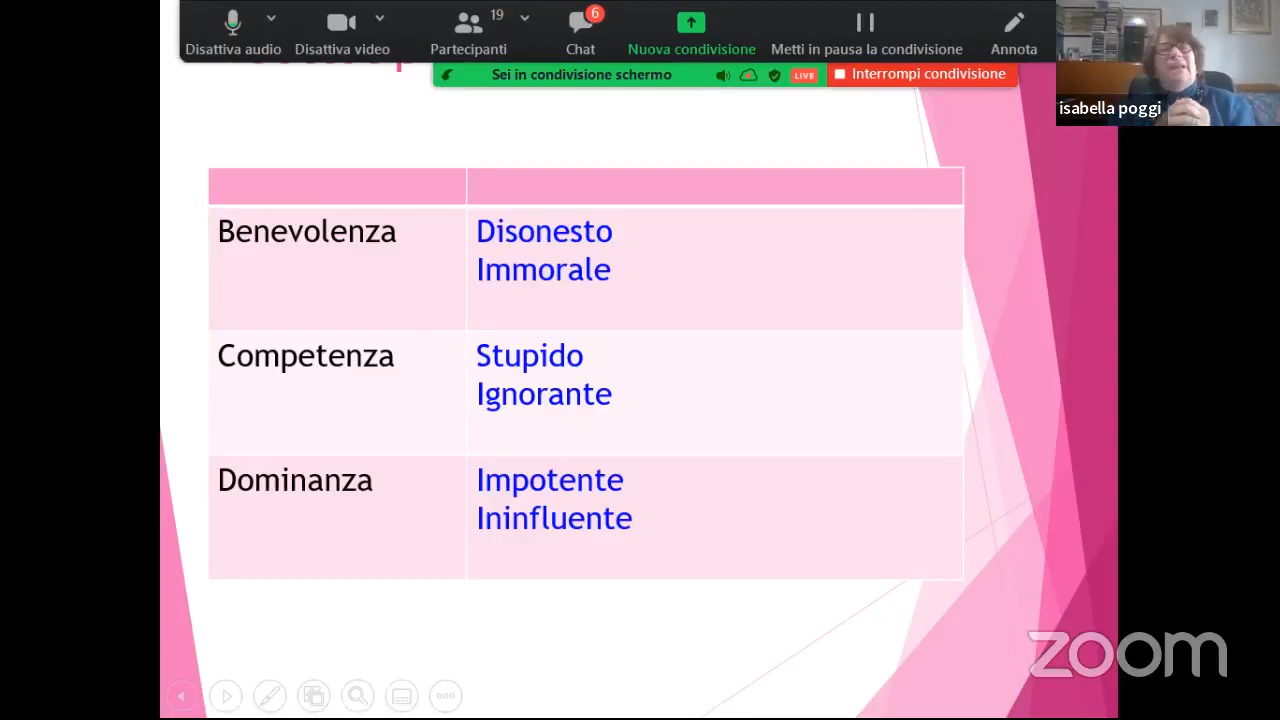 19
6
Disattiva audio
Disattiva video
Partecipanti
Chat
Nuova condivisione
Metti in pausa la condivisione
Annota
Sei in condivisione schermo
LIVE
Interrompi condivisione
isabella poggi
Benevolenza
Disonesto
Immorale
Competenza
Stupido
Ignorante
Dominanza
Impotente
Ininfluente
zoom